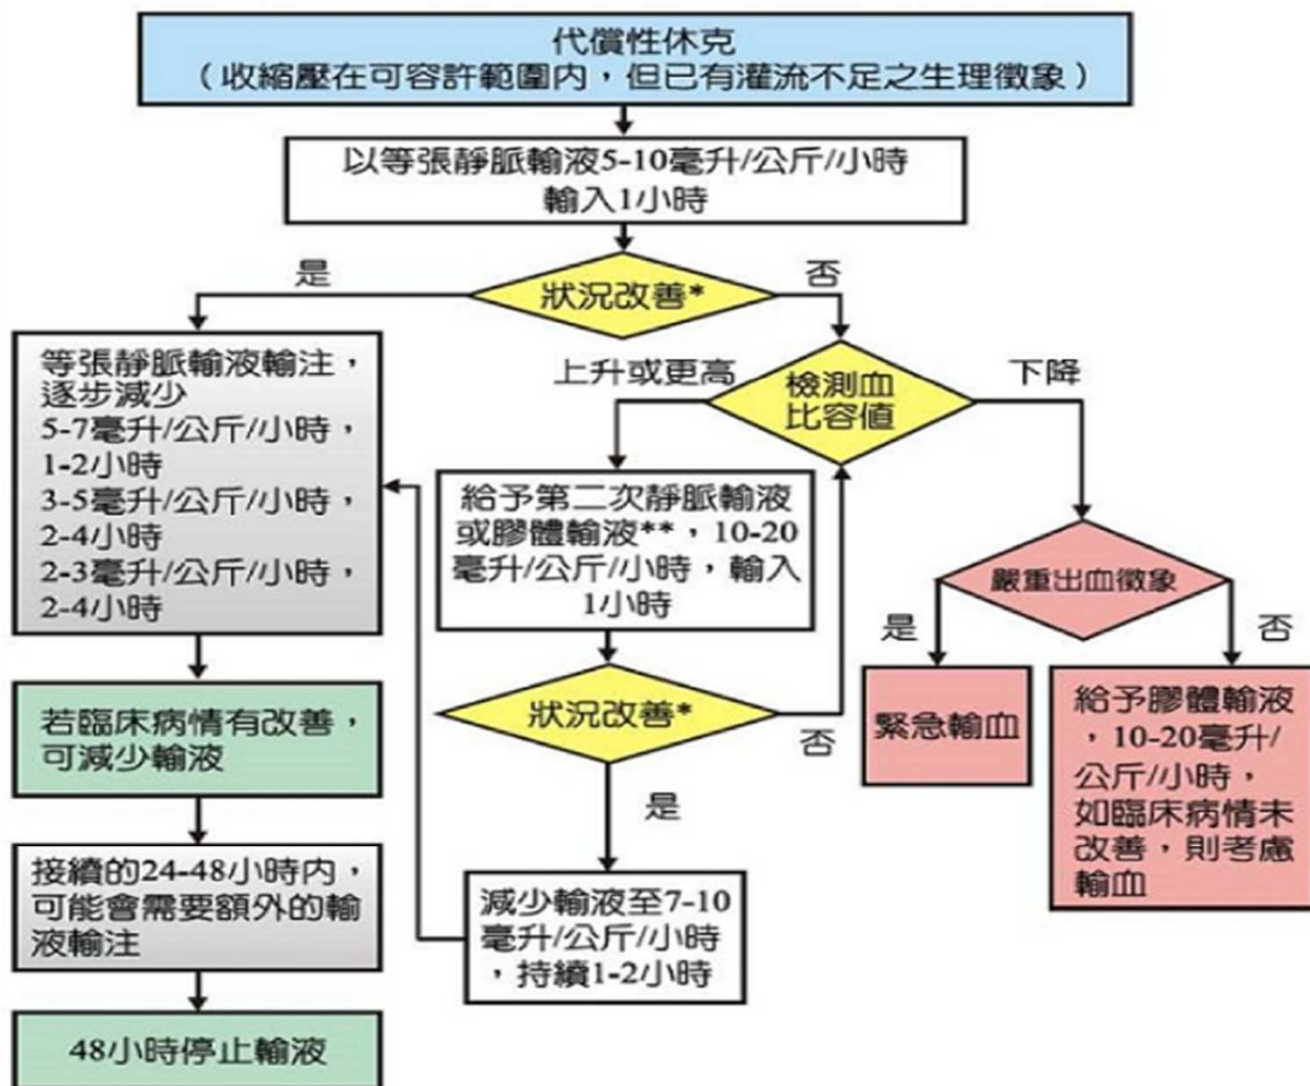 代償性休克
（收縮壓在可容許範圍內，但已有灌流不足之生理徵象）
以等張靜脈輸液5-10毫升/公斤//小時
輸入1小時
是
狀況改善*
否
等張靜脈輸液輸注，
逐步減少
5-7毫升/公斤//小時，
1-2小時
3-5毫升/公斤//小時，
2-4小時
2-3毫升/公斤//小時，
2-4小時
上升或更高
檢測血
比容值
下降
給予第二次靜脈輸液
或膠體輸液**，10-20
毫升/公斤//小時，輸入
1小時
嚴重出血徵象
是
否
若臨床病情有改善，
可減少輸液
狀況改善*
否
是
緊急輸血
給予膠體輸液
，10-20毫升/
公斤//小時，
如臨床病情未
改善，則考慮
輸血
接續的24-48小時內，
可能會需要額外的輸
液輸注
減少輸液至7-10
毫升/公斤//小時
，持續1-2小時
48小時停止輸液